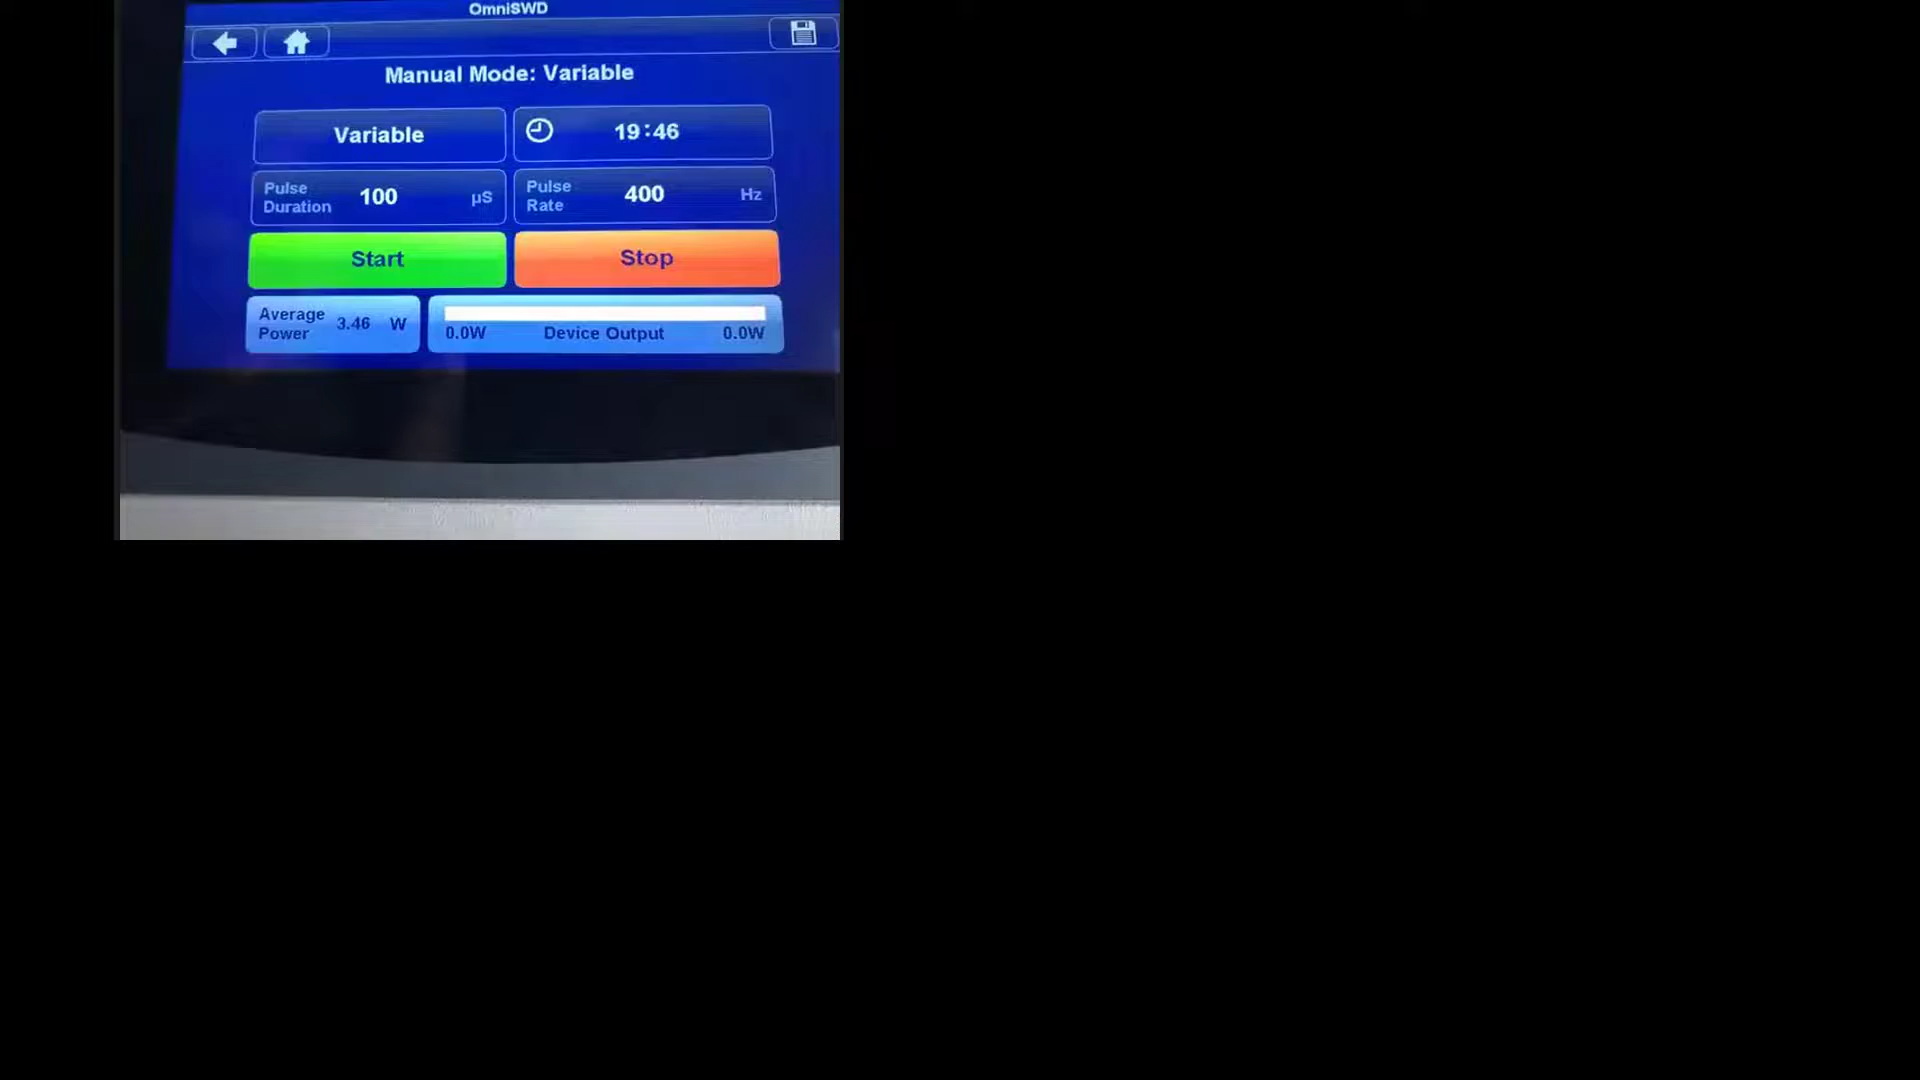 OmniSWD
Manual Mode: Variable
Variable
19:46
Pulse Duration 100 µS
Pulse Rate 400 Hz
Start
Stop
Average Power 3.46 W
0.0W Device Output 0.0W